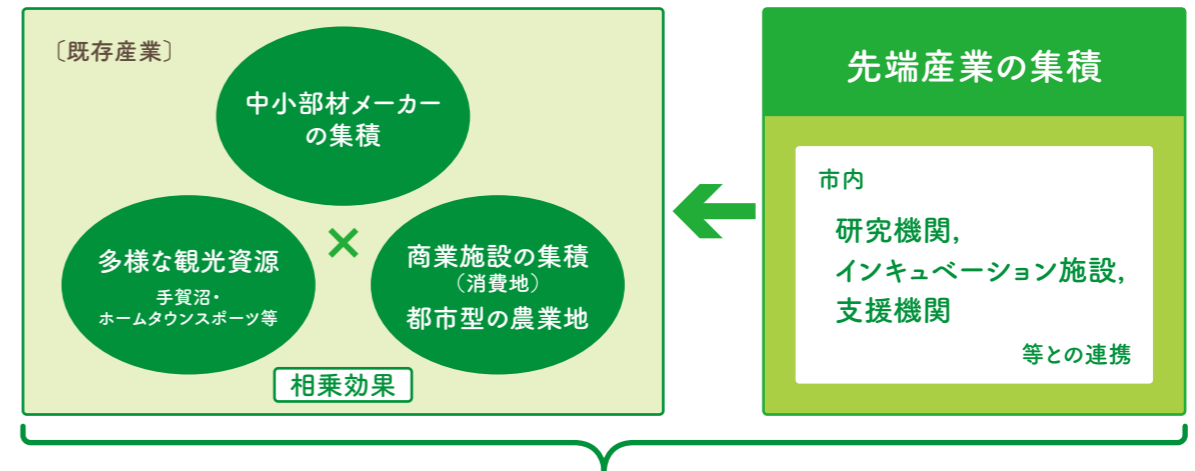 〔既存産業〕
中小部材メーカー
の集積
多様な観光資源
手賀沼・
ホームタウンスポーツ等
×
商業施設の集積
（消費地）
都市型の農業地
相乗効果
先端産業の集積
市内
研究機関,
インキュベーション施設,
支援機関
等との連携